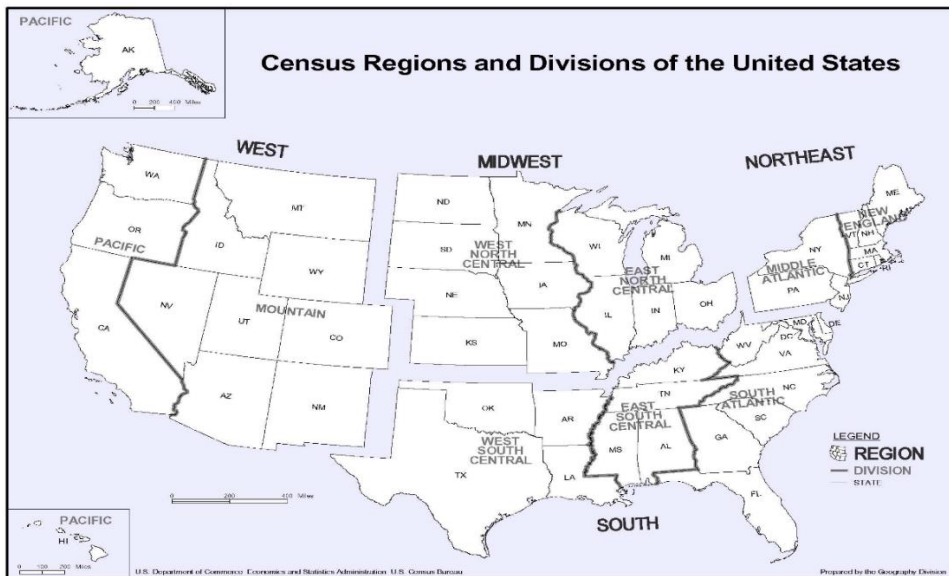 PACIFIC
AK
0 200 400 Miles
Census Regions and Divisions of the United States
WEST
MIDWEST
NORTHEAST
WA
MT
ND
MN
ME
OR
ID
SD
WI
MI
NY
VT
NH
NEW
ENGLAND
PACIFIC
WY
WEST
NORTH
CENTRAL
EAST
NORTH
CENTRAL
MIDDLE
ATLANTIC
MA
CT
RI
NV
UT
MOUNTAIN
CO
NE
IA
IL
IN
OH
PA
NJ
CA
KS
MO
WV
MD
DC
DE
VA
KY
AZ
NM
OK
AR
TN
NC
EAST
SOUTH
CENTRAL
SOUTH
ATLANTIC
SC
WEST
SOUTH
CENTRAL
TX
LA
MS
AL
GA
FL
LEGEND
REGION
DIVISION
STATE
0 200 400 Miles
SOUTH
PACIFIC
HI
0 100 200 Miles
U.S. Department of Commerce Economics and Statistics Administration U.S. Census Bureau
Prepared by the Geography Division